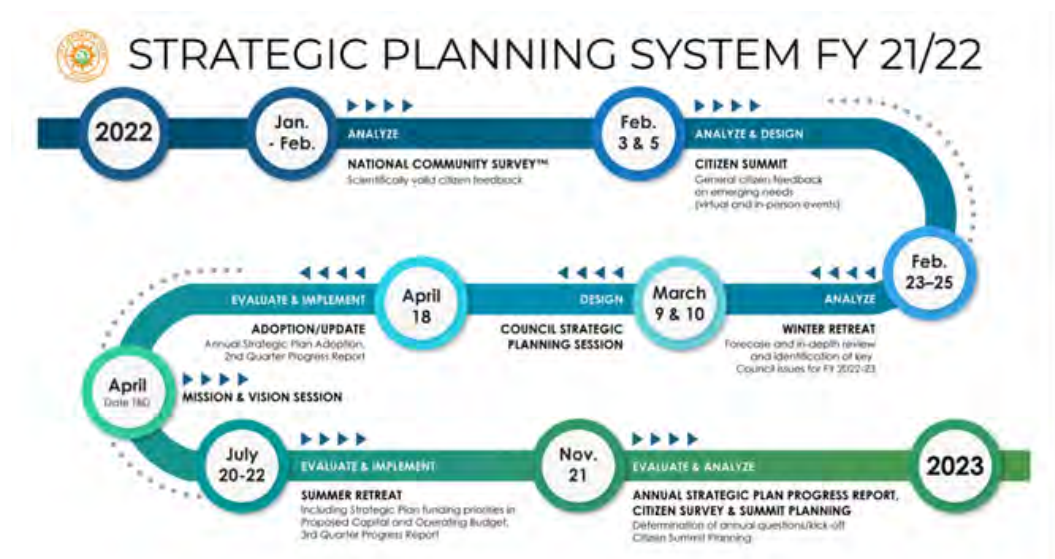 STRATEGIC PLANNING SYSTEM FY 21/22
2022
Jan.
- Feb.
ANALYZE
NATIONAL COMMUNITY SURVEY™
Scientifically valid citizen feedback
Feb.
3 & 5
ANALYZE & DESIGN
CITIZEN SUMMIT
General citizen feedback
on emerging needs
(virtual and in-person events)
Feb.
23–25
ANALYZE
WINTER RETREAT
Forecase and in-depth review
and identification of key
Council issues for FY 2022-23
March
9 & 10
DESIGN
COUNCIL STRATEGIC
PLANNING SESSION
April
18
EVALUATE & IMPLEMENT
ADOPTION/UPDATE
Annual Strategic Plan Adoption,
2nd Quarter Progress Report
April
Date TBD
MISSION & VISION SESSION
July
20-22
EVALUATE & IMPLEMENT
SUMMER RETREAT
Including Strategic Plan funding priorities in
Proposed Capital and Operating Budget,
3rd Quarter Progress Report
Nov.
21
EVALUATE & ANALYZE
ANNUAL STRATEGIC PLAN PROGRESS REPORT,
CITIZEN SURVEY & SUMMIT PLANNING
Determination of annual questions/kick-off
Citizen Summit Planning
2023